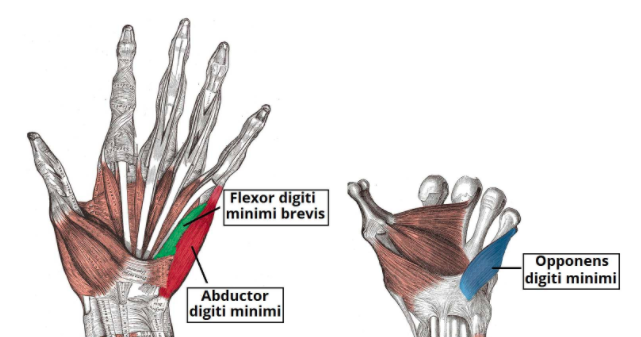 Flexor digiti
minimi brevis
Abductor
digiti minimi
Opponens
digiti minimi